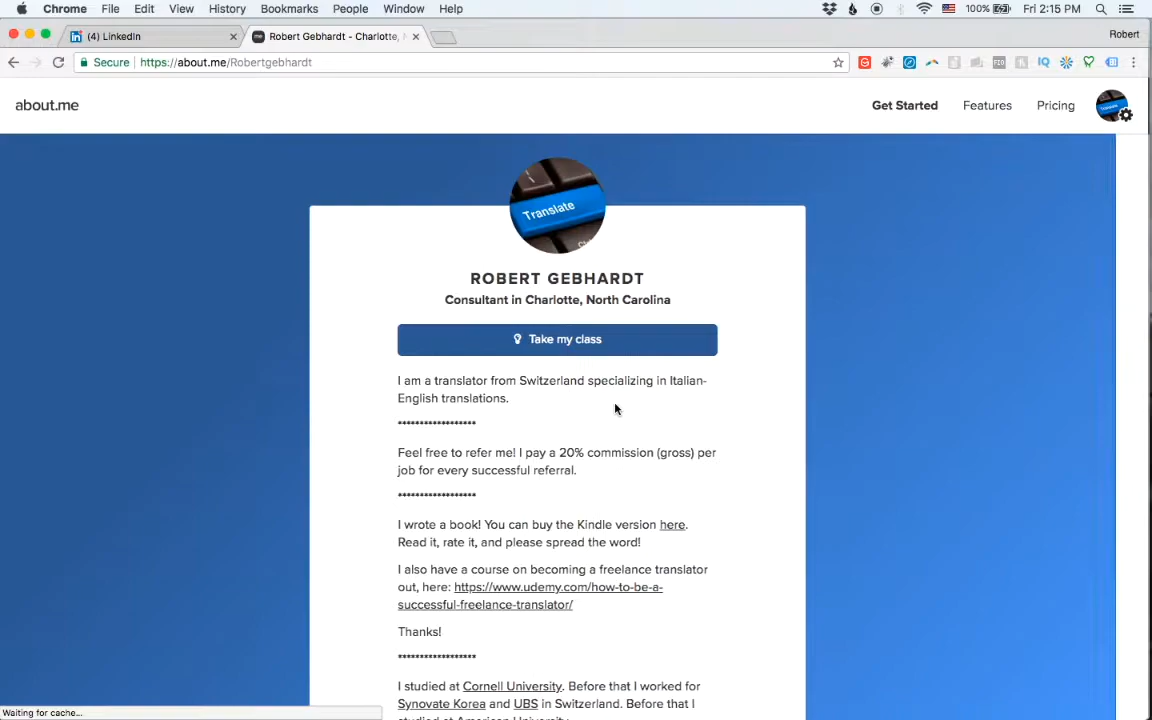 Chrome File Edit View History Bookmarks People Window Help 100% Fri 2:15 PM
(4) LinkedIn Robert Gebhardt - Charlotte, Robert
Secure https://about.me/Robertgebhardt
about.me Get Started Features Pricing
Translate
ROBERT GEBHARDT
Consultant in Charlotte, North Carolina
Take my class
I am a translator from Switzerland specializing in Italian-
English translations.
******************
Feel free to refer me! I pay a 20% commission (gross) per
job for every successful referral.
******************
I wrote a book! You can buy the Kindle version here.
Read it, rate it, and please spread the word!
I also have a course on becoming a freelance translator
out, here: https://www.udemy.com/how-to-be-a-
successful-freelance-translator/
Thanks!
******************
I studied at Cornell University. Before that I worked for
Synovate Korea and UBS in Switzerland. Before that I
studied at American University.
Waiting for cache...